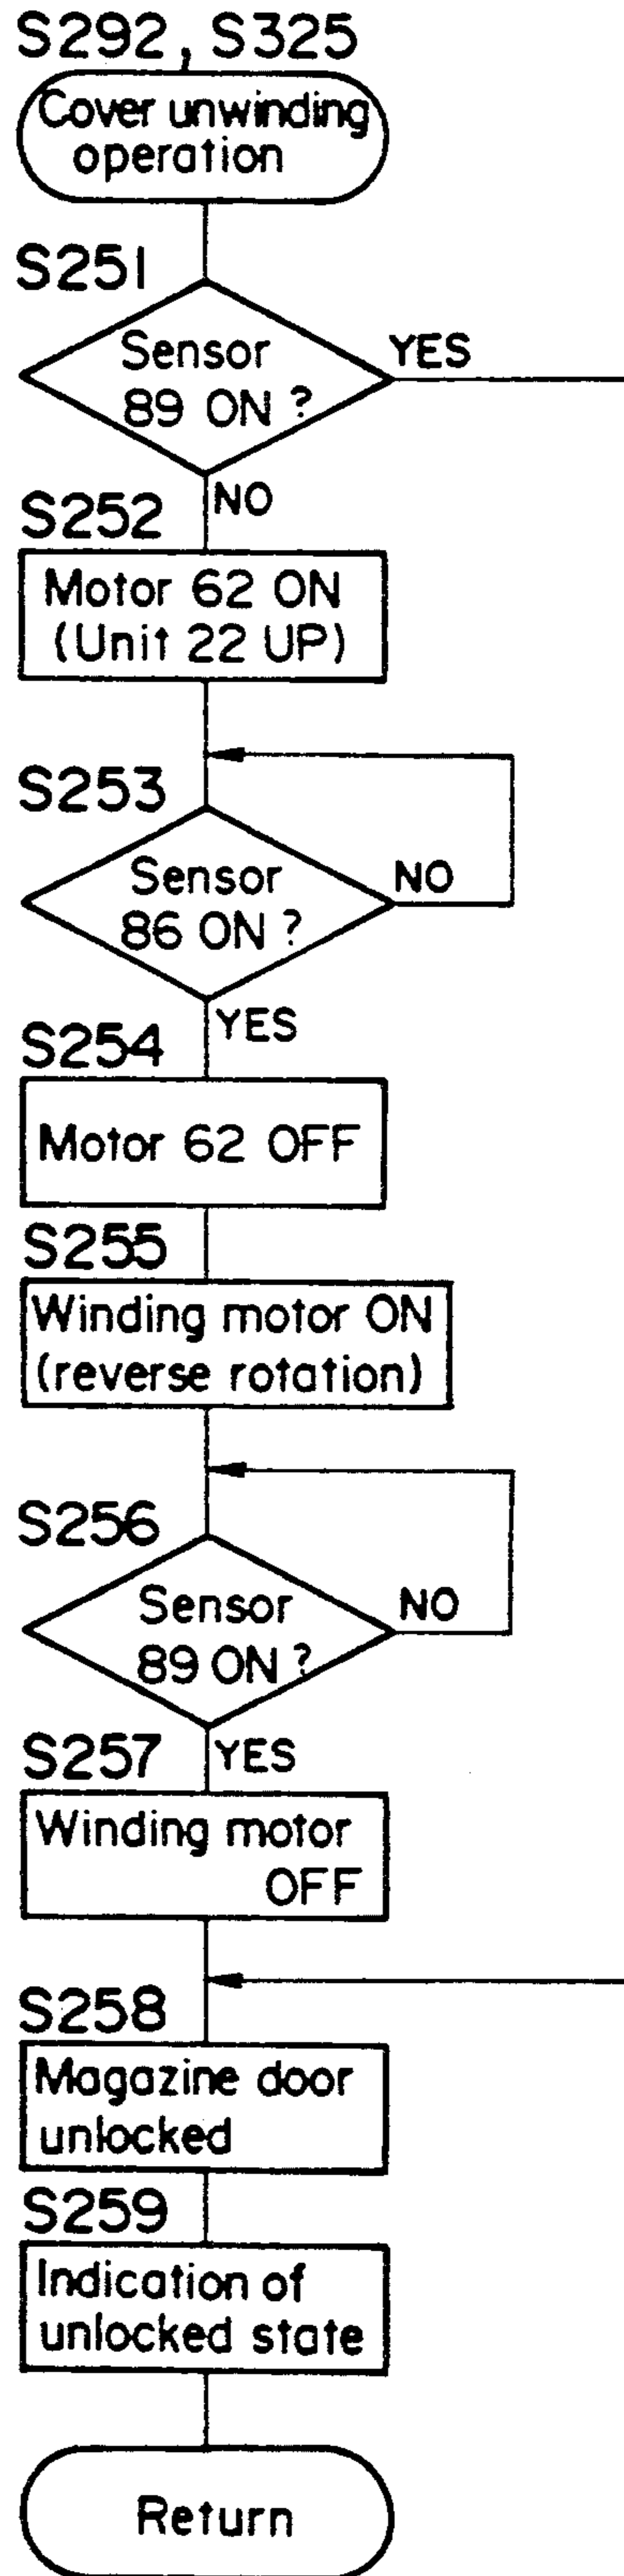 S292, S325
Cover unwinding
operation
S251
Sensor
89 ON ?
YES
NO
S252
Motor 62 ON
(Unit 22 UP)
S253
Sensor
86 ON ?
NO
YES
S254
Motor 62 OFF
S255
Winding motor ON
(reverse rotation)
S256
Sensor
89 ON ?
NO
YES
S257
Winding motor
OFF
S258
Magazine door
unlocked
S259
Indication of
unlocked state
Return